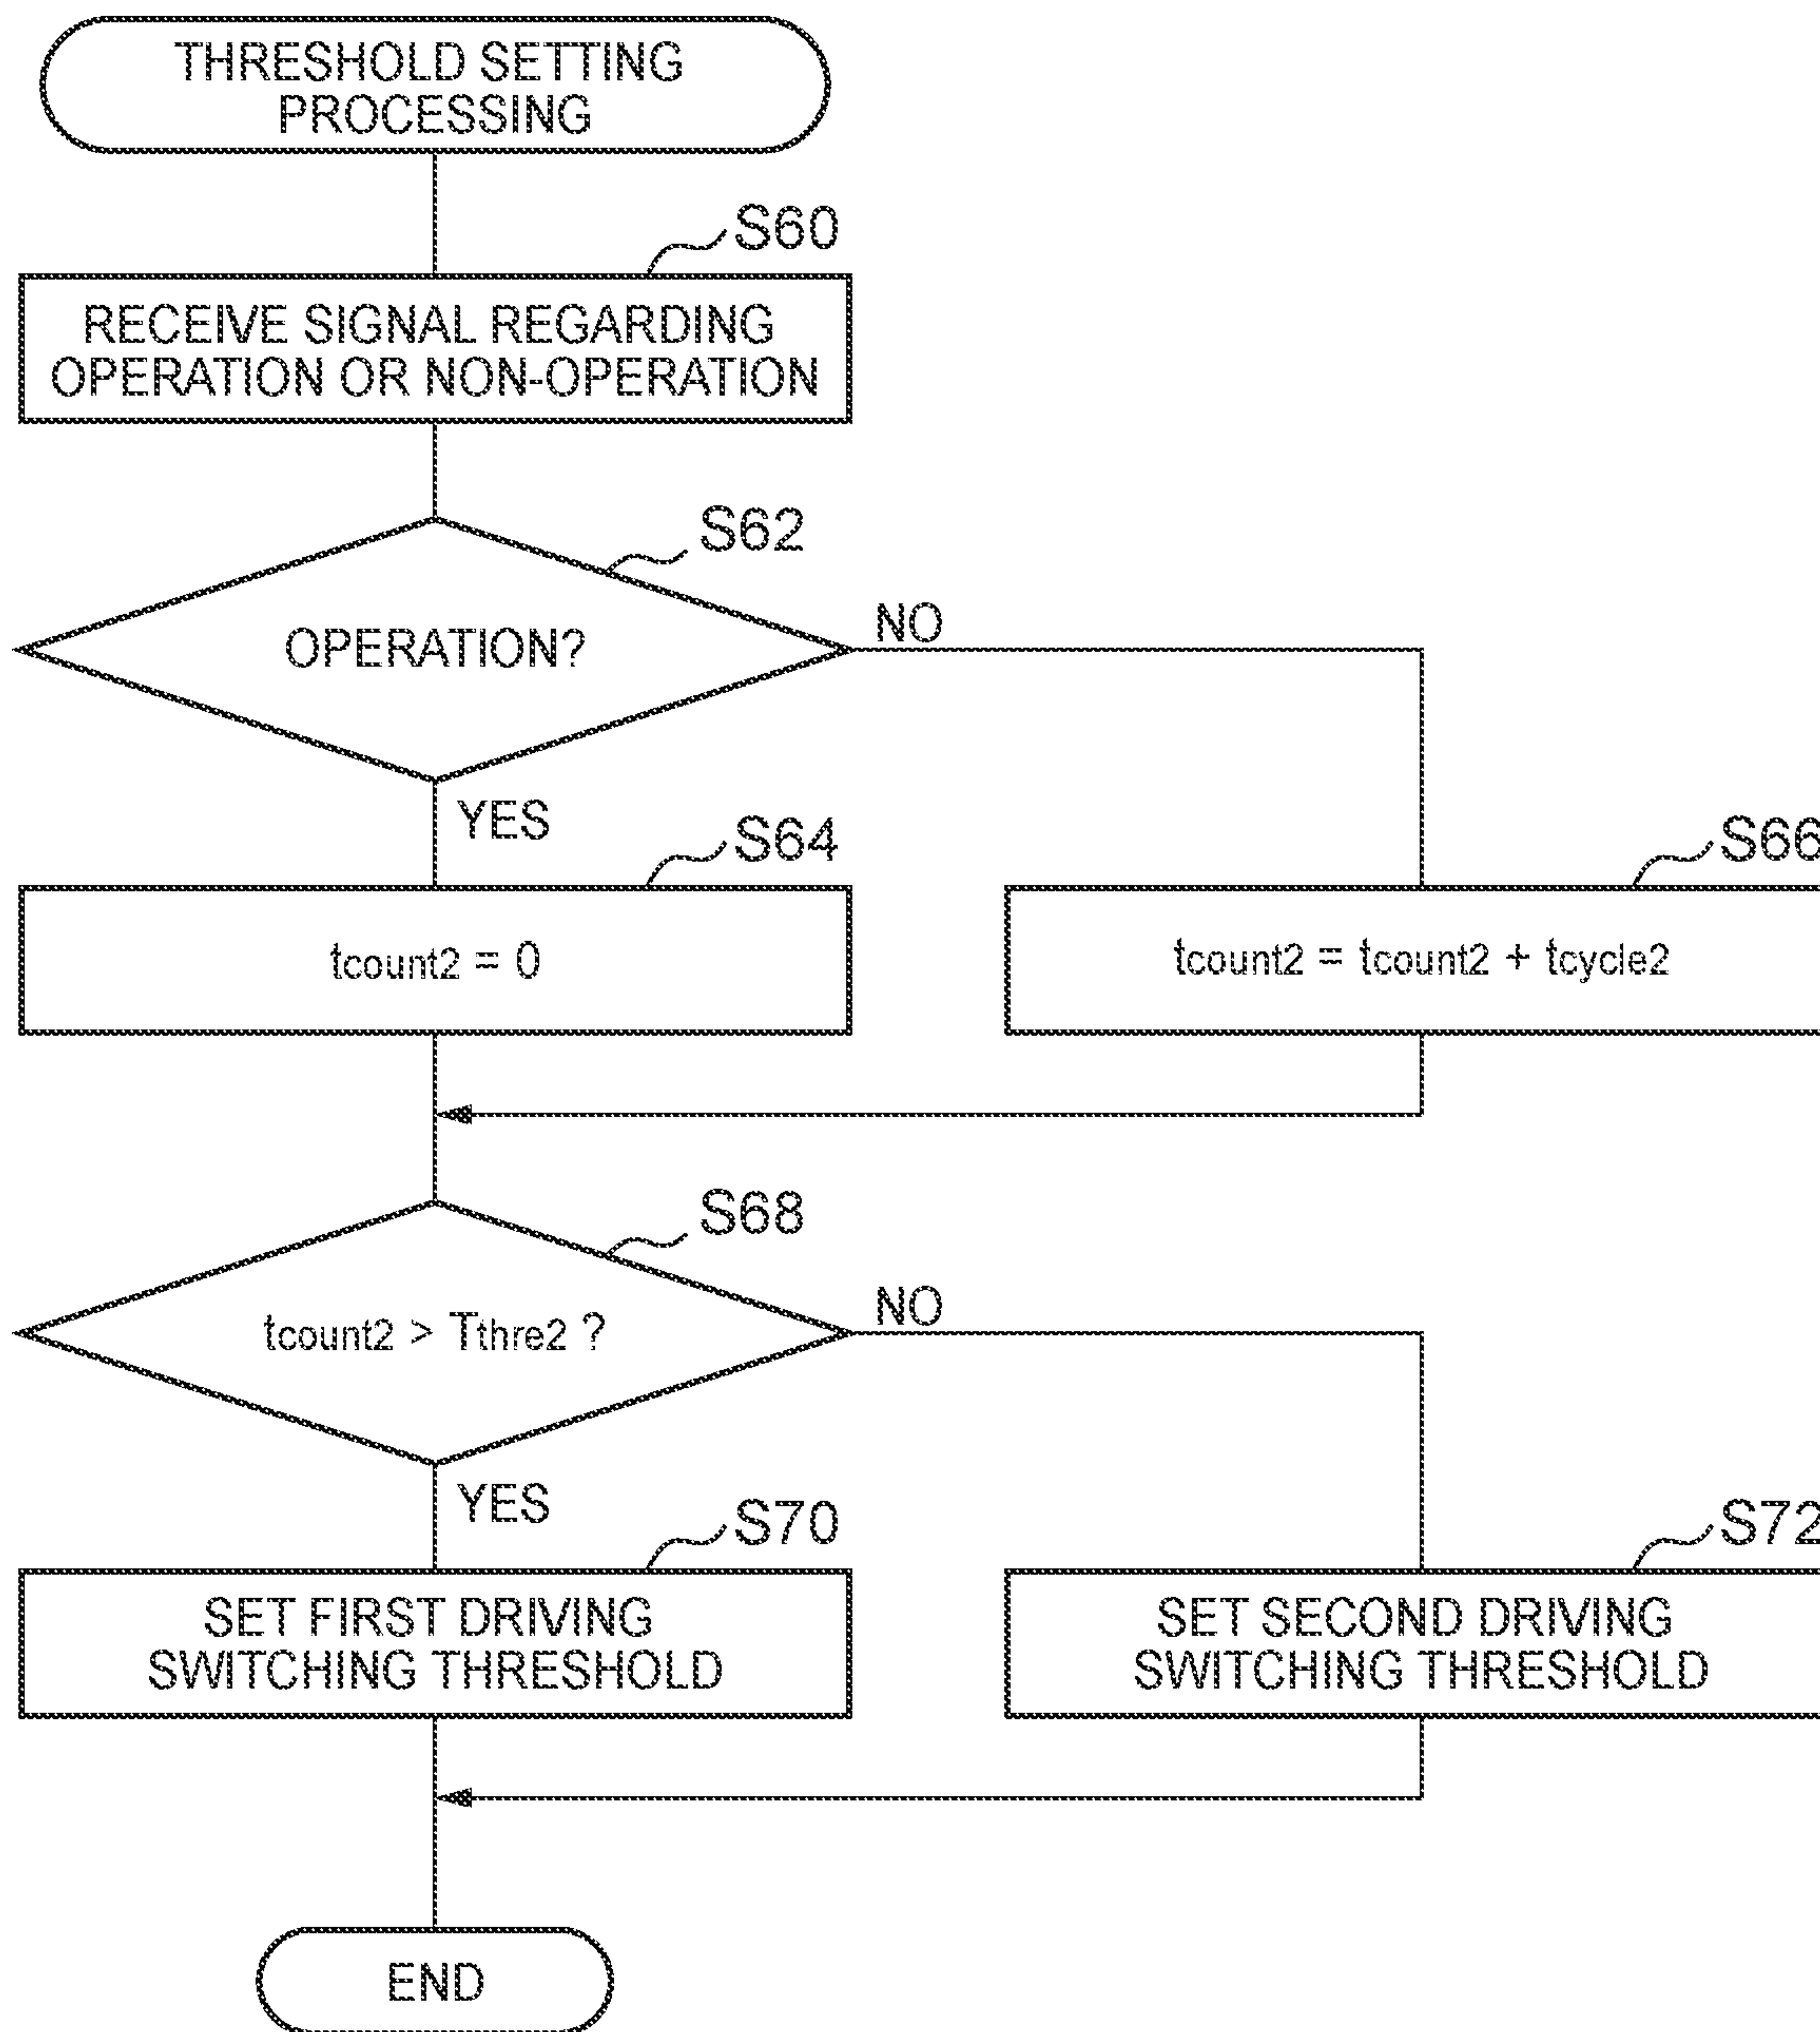 THRESHOLD SETTING
PROCESSING
S60
RECEIVE SIGNAL REGARDING
OPERATION OR NON-OPERATION
S62
OPERATION?
NO
YES
S64
S66
tcount2 = 0
tcount2 = tcount2 + tcycle2
S68
tcount2 > Tthre2 ?
NO
YES
S70
S72
SET FIRST DRIVING
SWITCHING THRESHOLD
SET SECOND DRIVING
SWITCHING THRESHOLD
END